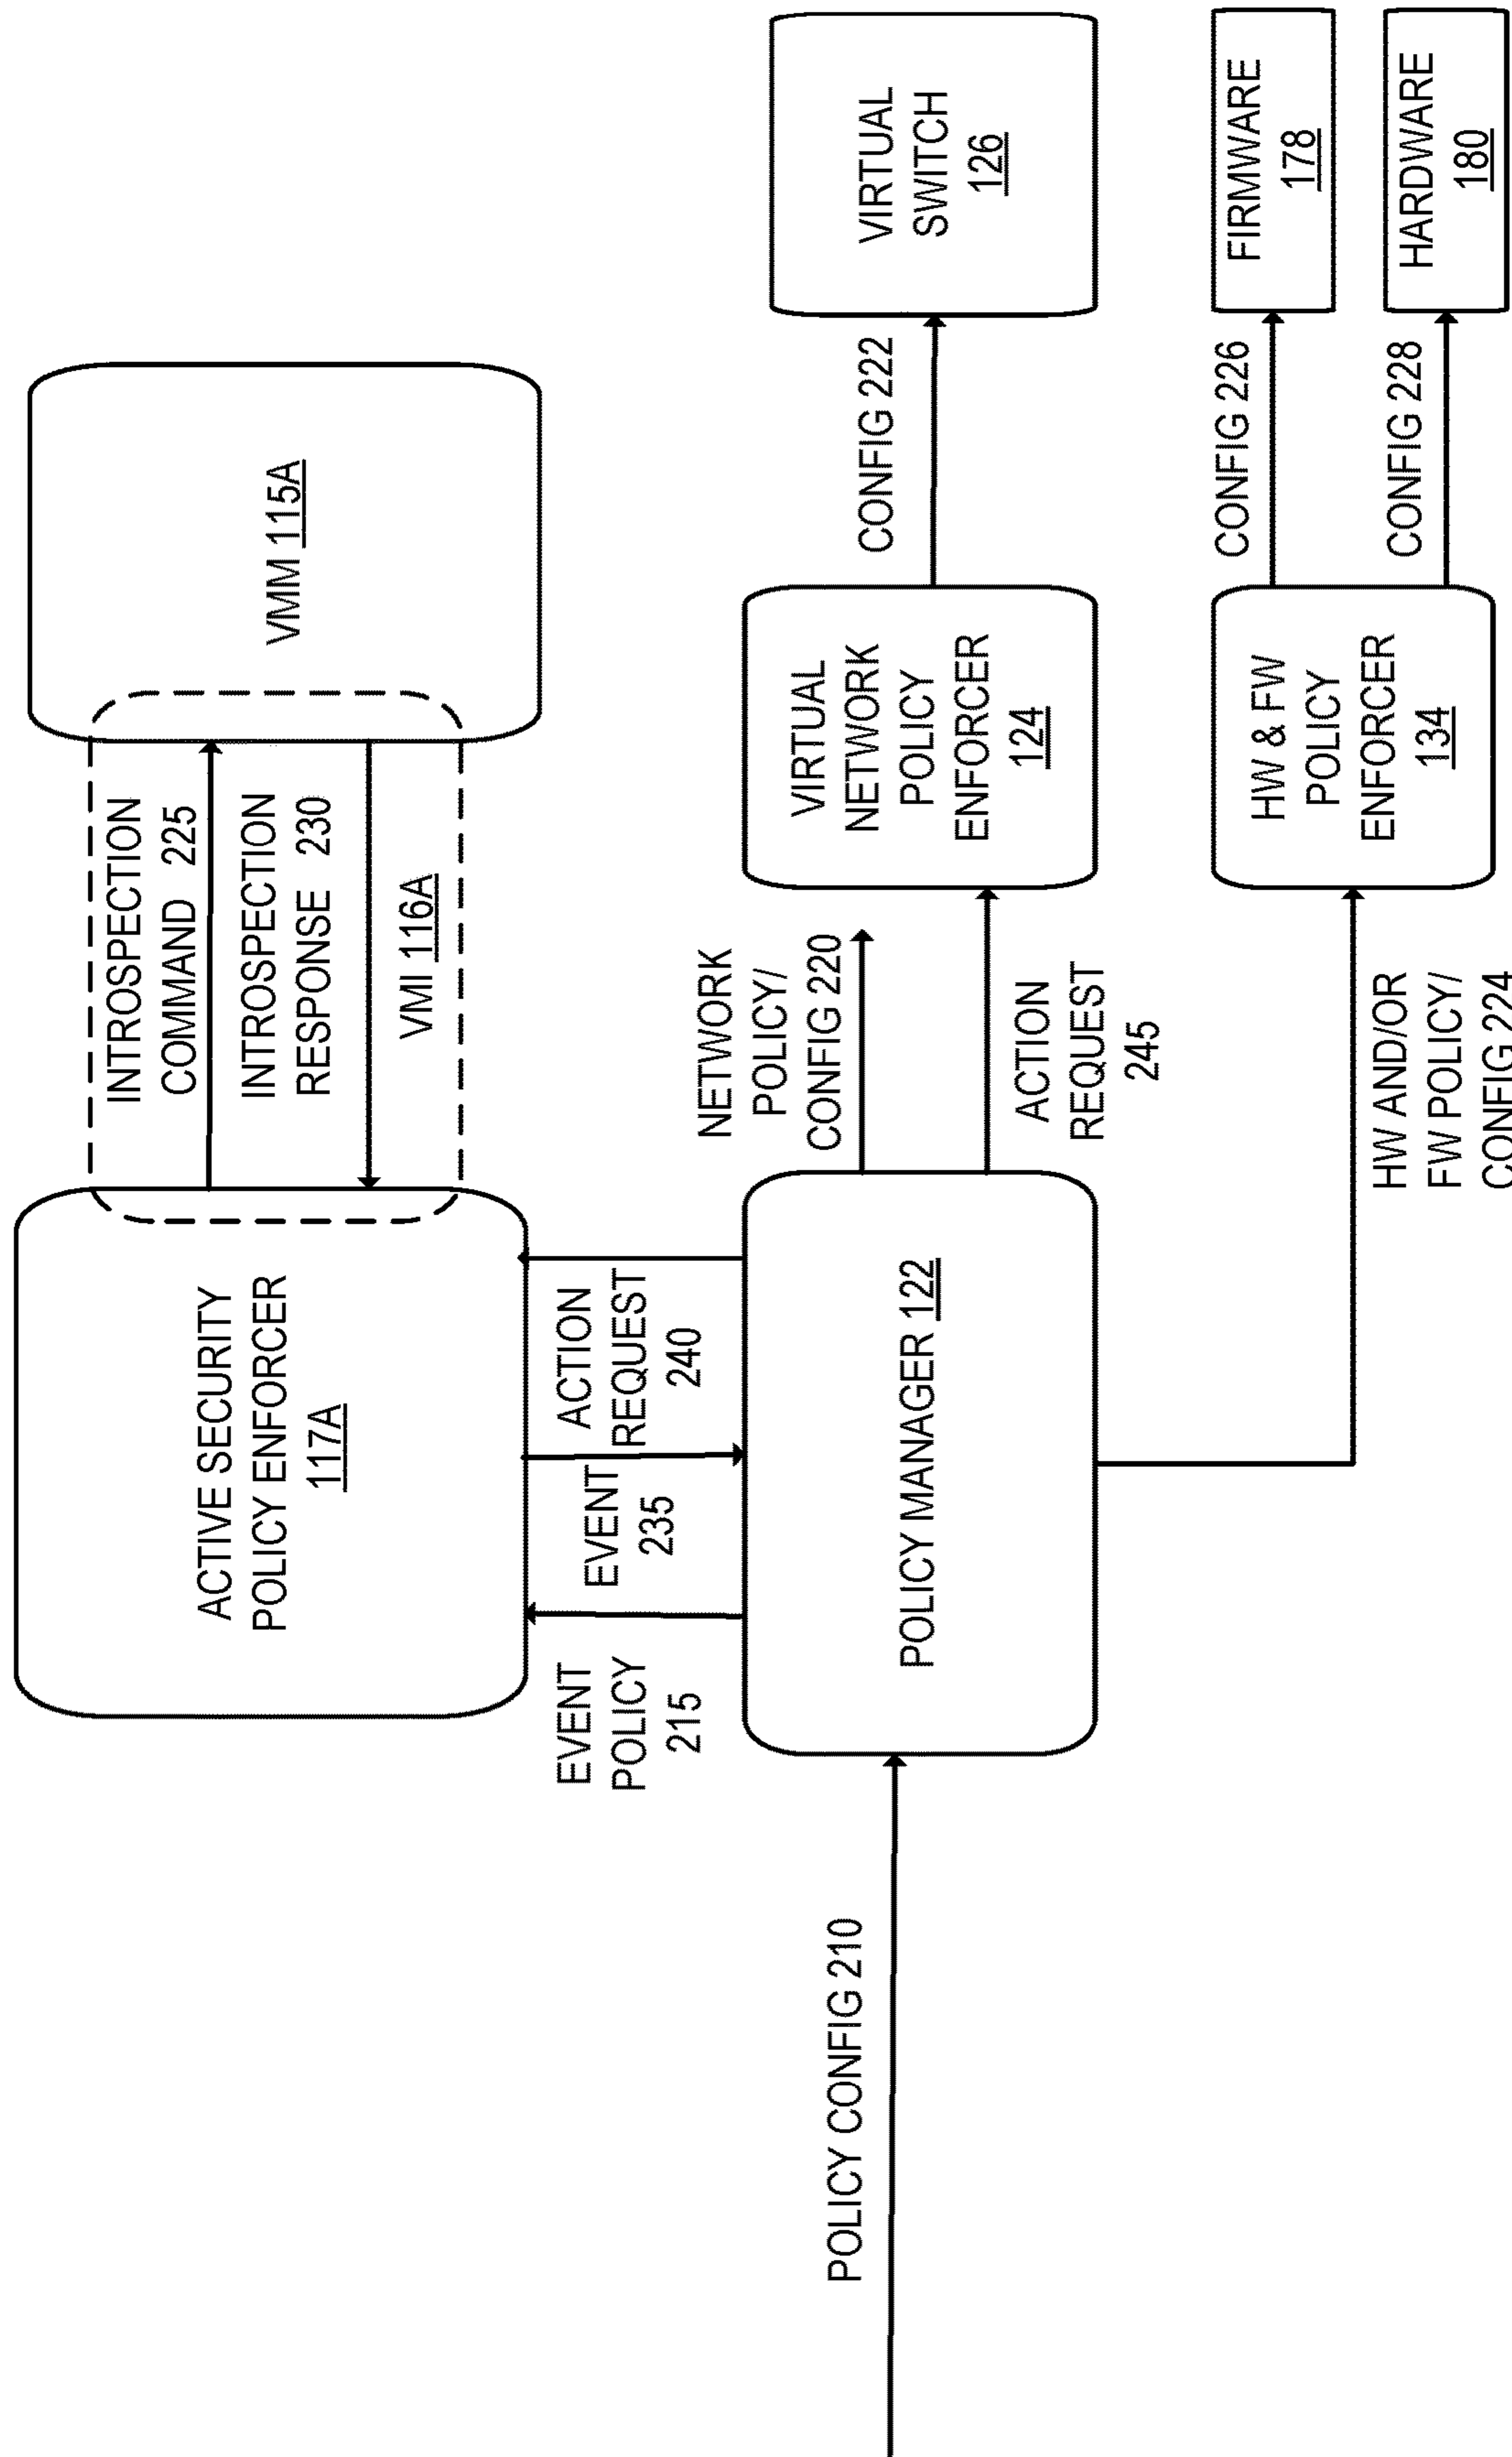 ACTIVE SECURITY
POLICY ENFORCER
117A
INTROSPECTION
COMMAND 225
INTROSPECTION
RESPONSE 230
VMI 116A
VMM 115A
EVENT
POLICY
215
EVENT
235
ACTION
REQUEST
240
POLICY CONFIG 210
POLICY MANAGER 122
NETWORK
POLICY/
CONFIG 220
ACTION
REQUEST
245
VIRTUAL
NETWORK
POLICY
ENFORCER
124
CONFIG 222
VIRTUAL
SWITCH
126
HW AND/OR
FW POLICY/
CONFIG 224
HW & FW
POLICY
ENFORCER
134
CONFIG 226
FIRMWARE
178
CONFIG 228
HARDWARE
180